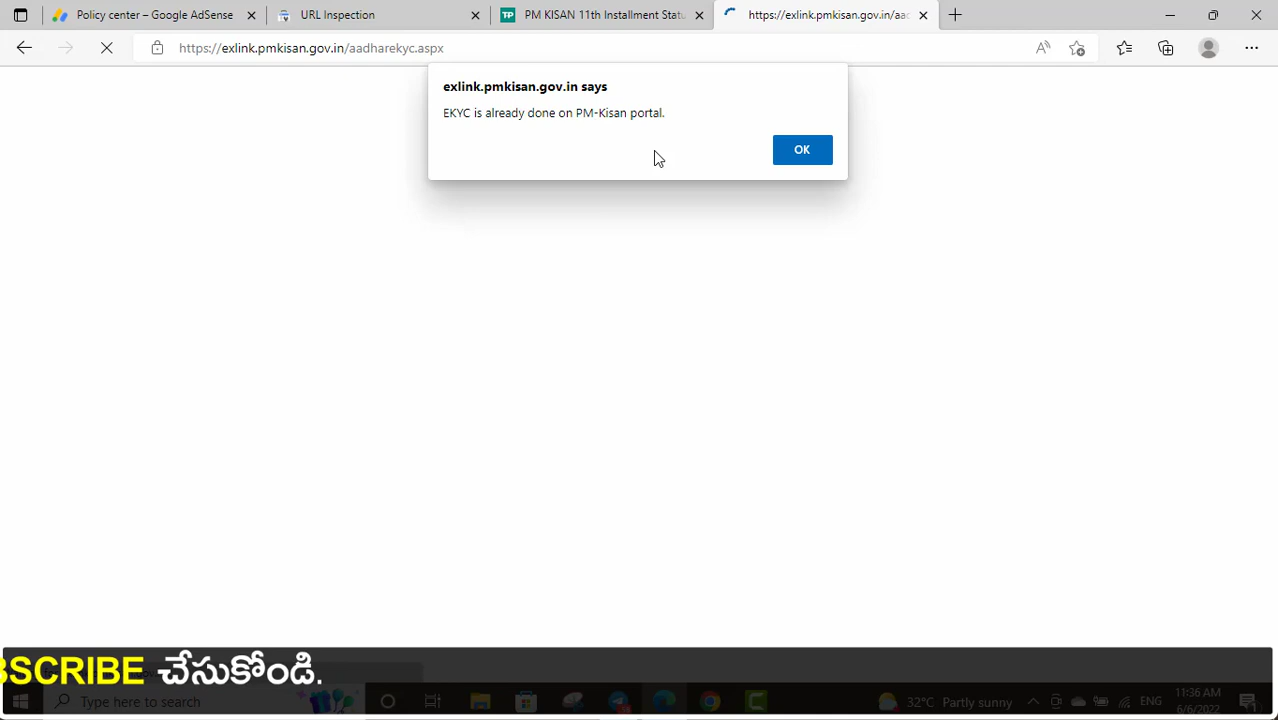 Policy center – Google AdSense
URL Inspection
PM KISAN 11th Installment Statu
https://exlink.pmkisan.gov.in/aac
https://exlink.pmkisan.gov.in/aadharekyc.aspx
exlink.pmkisan.gov.in says
EKYC is already done on PM-Kisan portal.
OK
BSCRIBE చేసుకోండి.
Type here to search
32°C Partly sunny
ENG
11:36 AM
6/6/2022